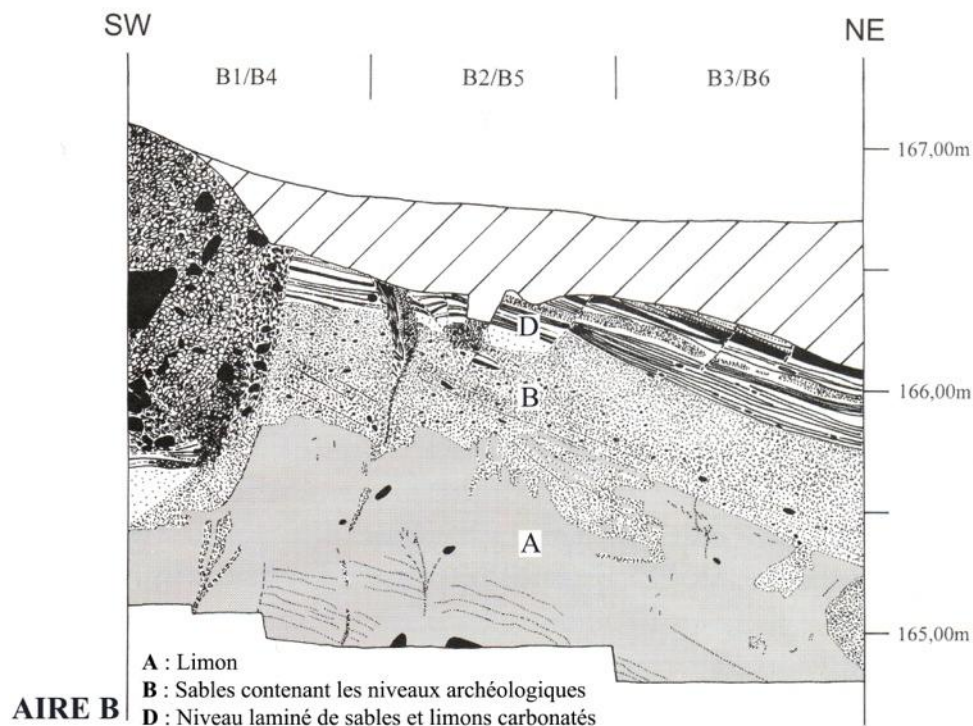 SW
NE
B1/B4
B2/B5
B3/B6
167,00m
D
B
166,00m
A
165,00m
A : Limon
B : Sables contenant les niveaux archéologiques
AIRE B
D : Niveau laminé de sables et limons carbonatés